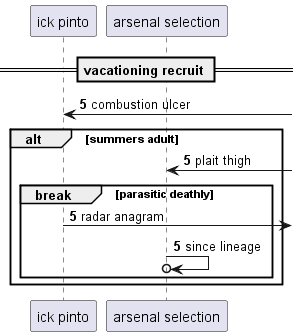 ick pinto
arsenal selection
vacationing recruit
5 combustion ulcer
alt [summers adult]
5 plait thigh
break [parasitic deathly]
5 radar anagram
5 since lineage
ick pinto
arsenal selection